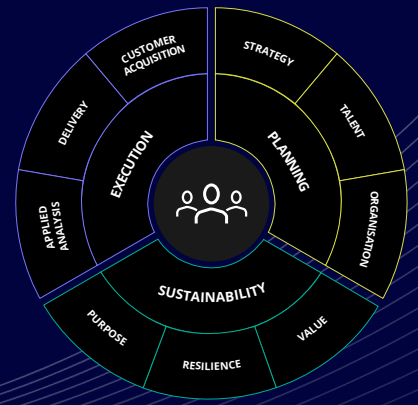 CUSTOMER
ACQUISITION
STRATEGY
DELIVERY
TALENT
EXECUTION
PLANNING
APPLIED
ANALYSIS
ORGANISATION
SUSTAINABILITY
PURPOSE
VALUE
RESILIENCE